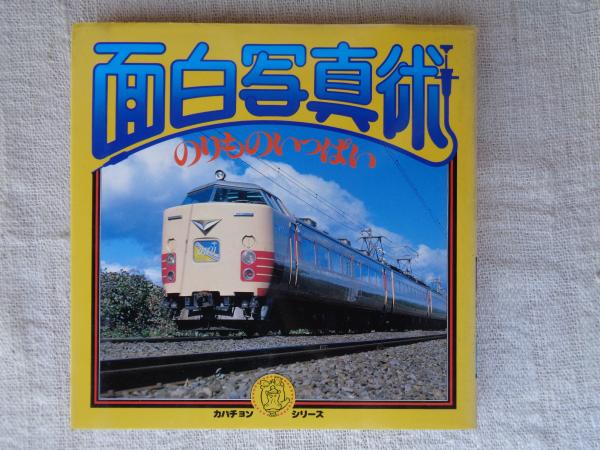 面白写真術
のりものいっぱい
カハチョン シリーズ